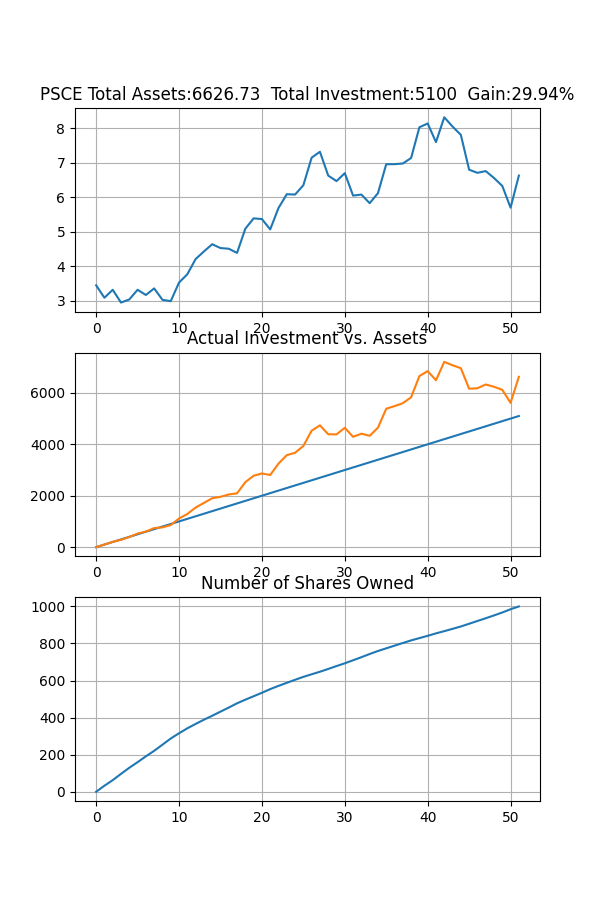 PSCE Total Assets:6626.73  Total Investment:5100  Gain:29.94%
8
7
6
5
4
3
0 10 20 30 40 50
Actual Investment vs. Assets
6000
4000
2000
0
0 10 20 30 40 50
Number of Shares Owned
1000
800
600
400
200
0
0 10 20 30 40 50